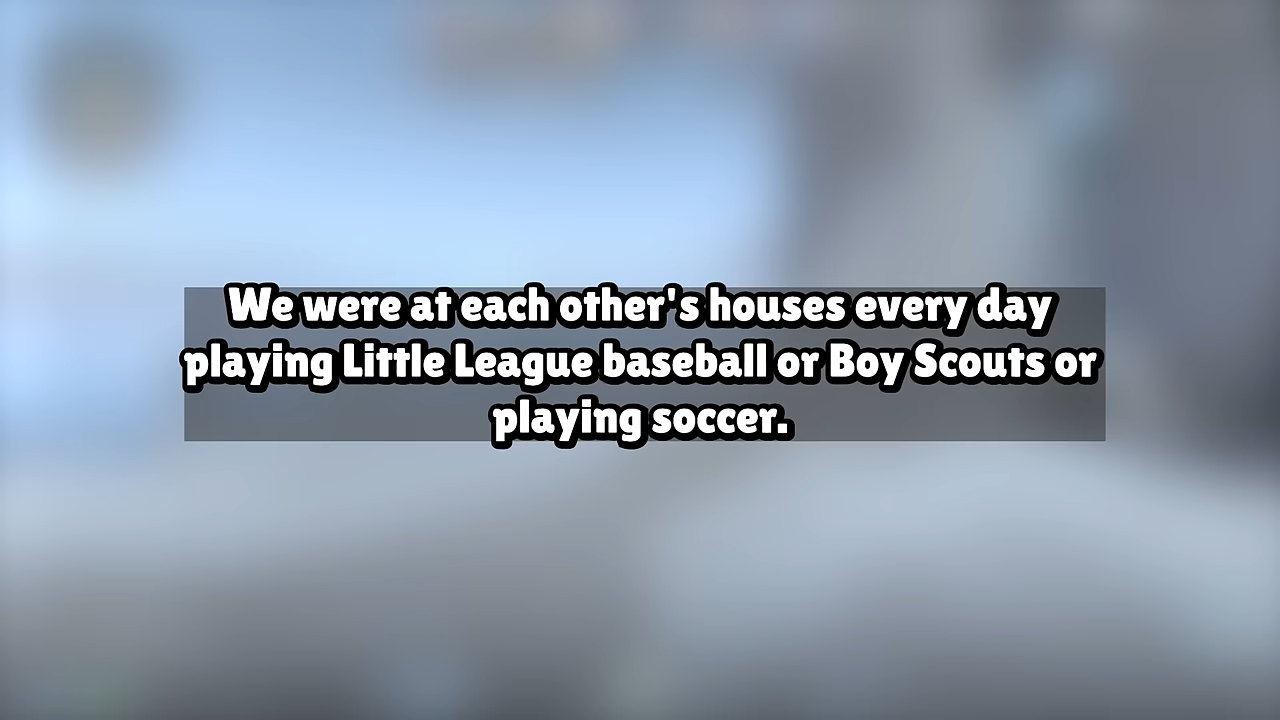 We were at each other's houses every day
playing Little League baseball or Boy Scouts or
playing soccer.